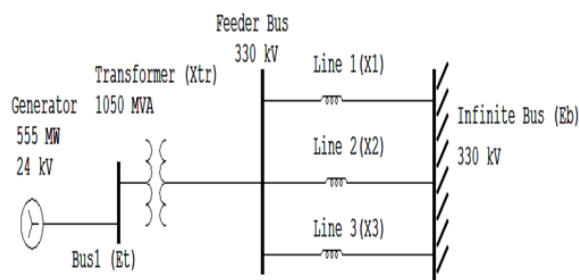 Feeder Bus
330 kV
Transformer (Xtr)
1050 MVA
Generator
555 MW
24 kV
Bus1 (Et)
Line 1(X1)
Line 2(X2)
Line 3(X3)
Infinite Bus (Eb)
330 kV